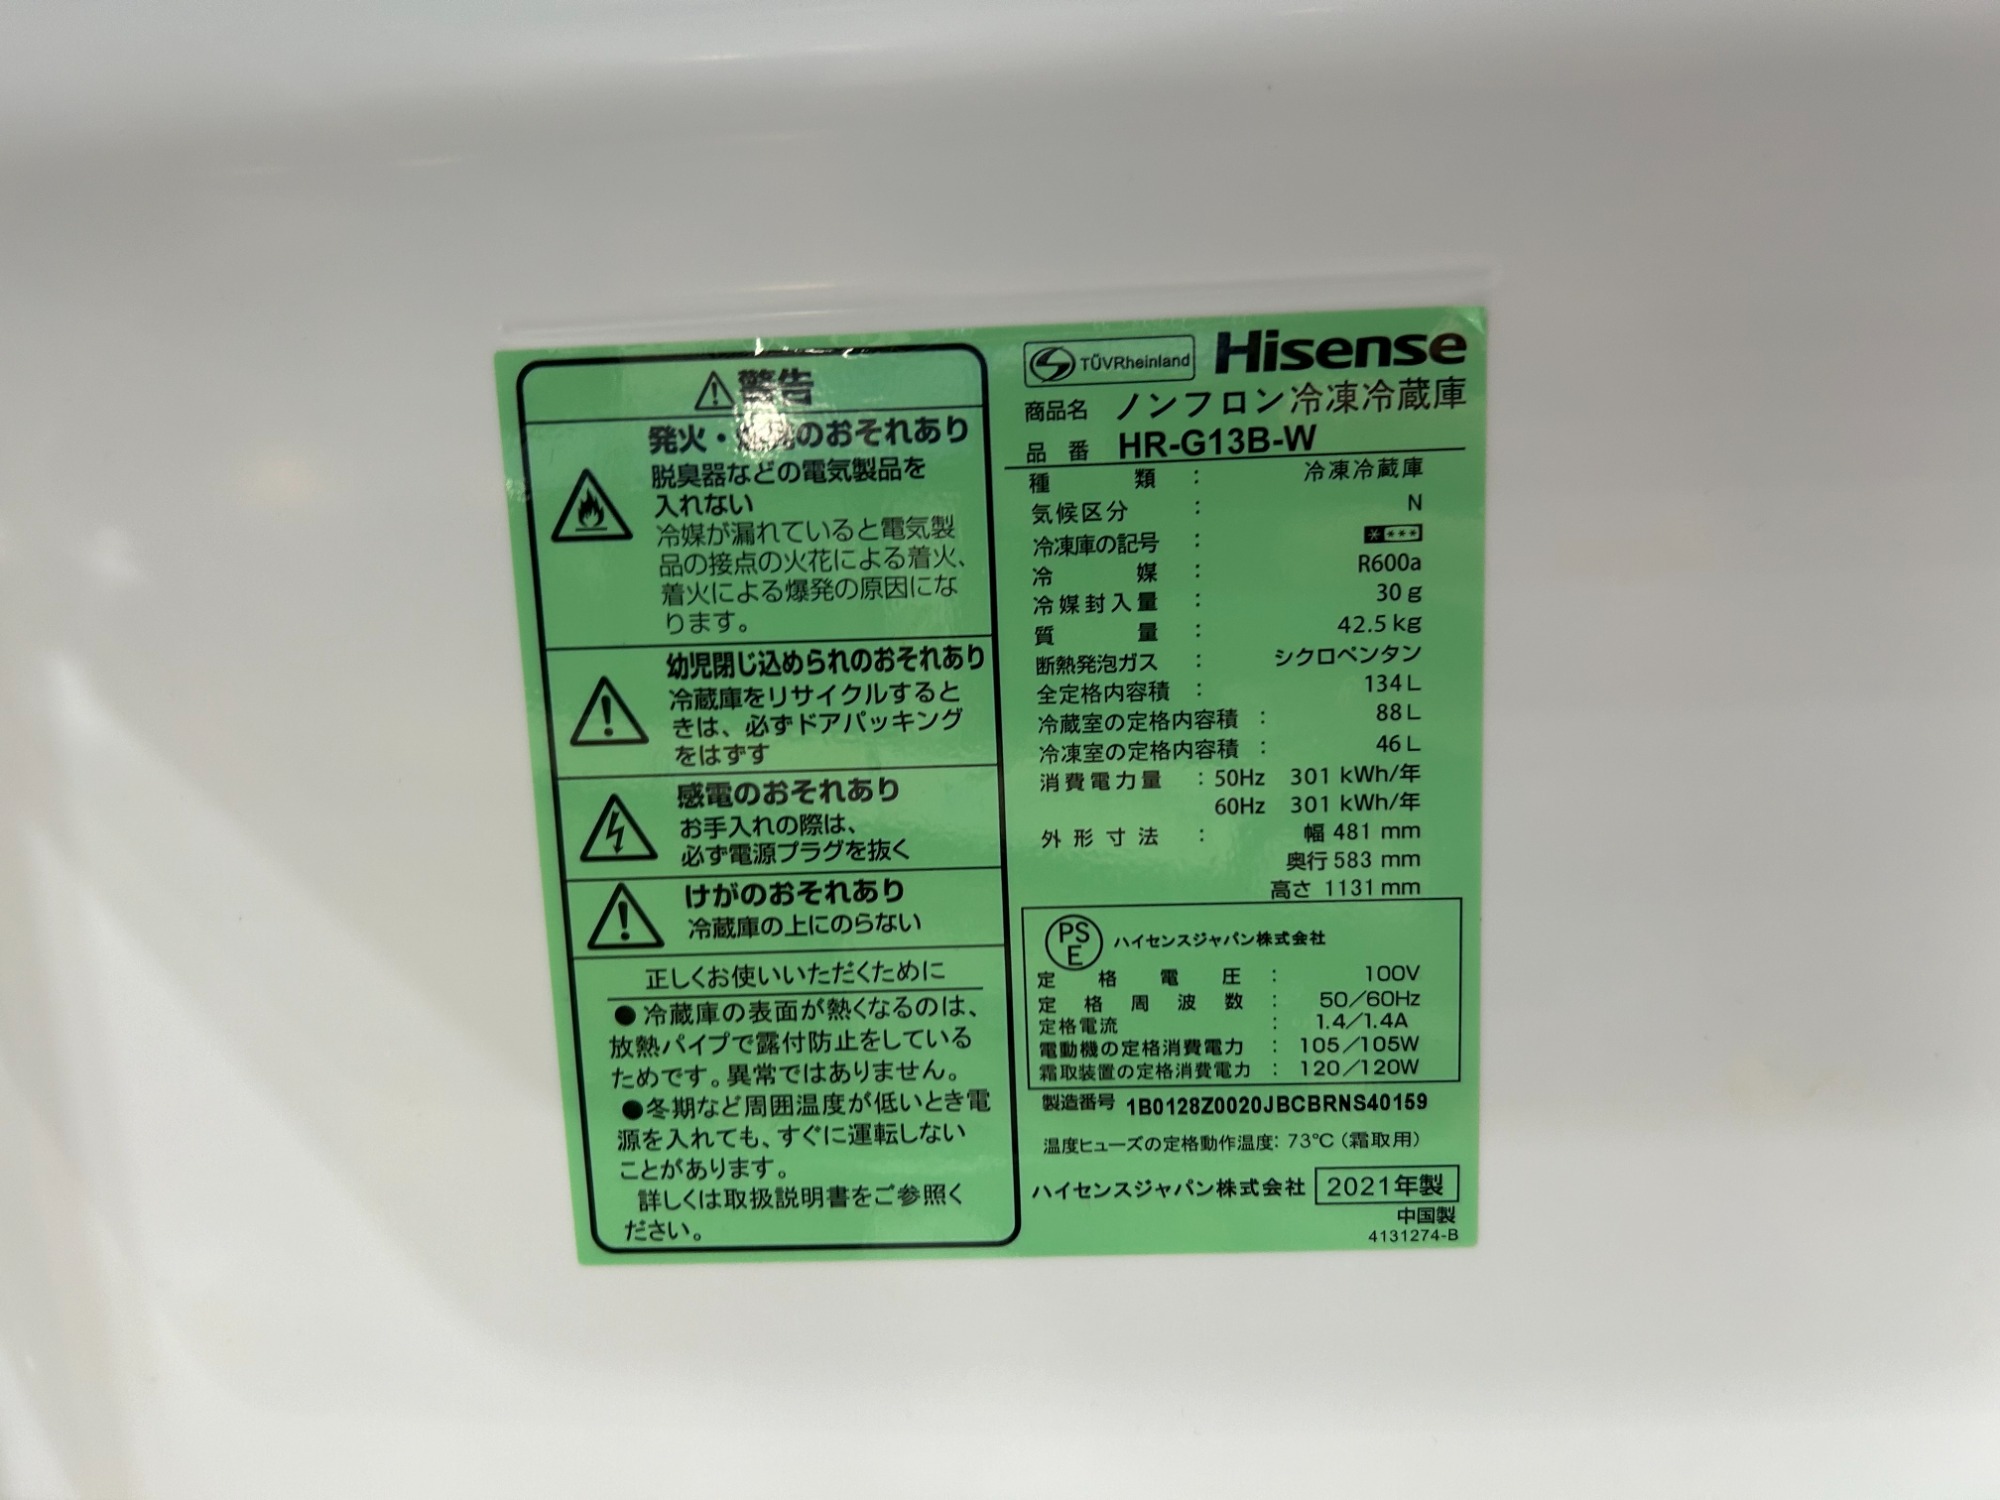 警告
発火・爆発のおそれあり
脱臭器などの電気製品を
入れない
冷媒が漏れていると電気製
品の接点の火花による着火、
着火による爆発の原因にな
ります。
幼児閉じ込められのおそれあり
冷蔵庫をリサイクルすると
きは、必ずドアパッキング
をはずす
感電のおそれあり
お手入れの際は、
必ず電源プラグを抜く
けがのおそれあり
冷蔵庫の上にのらない
正しくお使いいただくために
●冷蔵庫の表面が熱くなるのは、
放熱パイプで露付防止をしている
ためです。異常ではありません。
●冬期など周囲温度が低いとき電
源を入れても、すぐに運転しない
ことがあります。
詳しくは取扱説明書をご参照く
ださい。
TÜVRheinland Hisense
商品名 ノンフロン冷凍冷蔵庫
品番 HR-G13B-W
種類 : 冷凍冷蔵庫
気候区分 : N
冷凍庫の記号 : ****
冷媒 : R600a
冷媒封入量 : 30 g
質量 : 42.5 kg
断熱発泡ガス : シクロペンタン
全定格内容積 : 134 L
冷蔵室の定格内容積 : 88 L
冷凍室の定格内容積 : 46 L
消費電力量 : 50Hz 301 kWh/年
60Hz 301 kWh/年
外形寸法 : 幅 481 mm
奥行 583 mm
高さ 1131 mm
PSE ハイセンスジャパン株式会社
定格電圧 : 100V
定格周波数 : 50/60Hz
定格電流 : 1.4/1.4A
電動機の定格消費電力 : 105/105W
霜取装置の定格消費電力 : 120/120W
製造番号 1B0128Z0020JBCBRNS40159
温度ヒューズの定格動作温度: 73℃(霜取用)
ハイセンスジャパン株式会社 2021年製
中国製
4131274-B